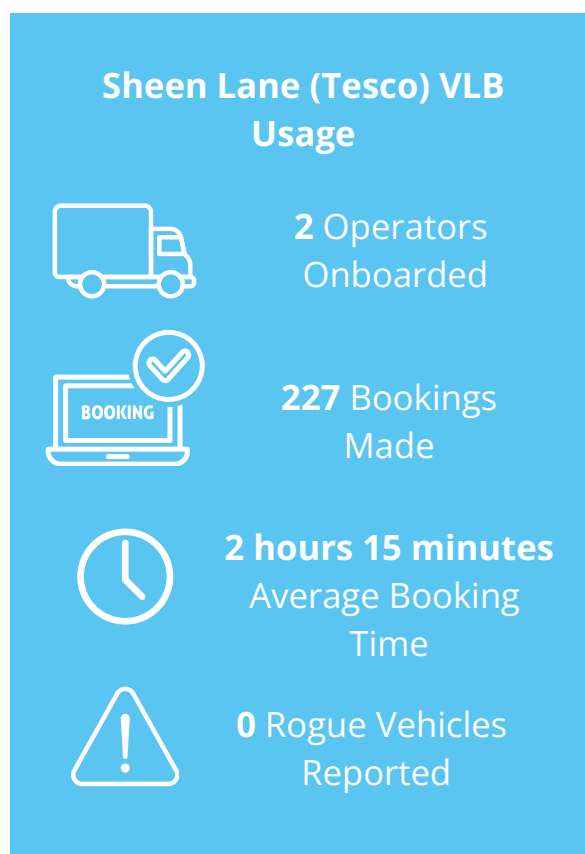 Sheen Lane (Tesco) VLB
Usage
2 Operators
Onboarded
BOOKING
227 Bookings
Made
2 hours 15 minutes
Average Booking
Time
0 Rogue Vehicles
Reported